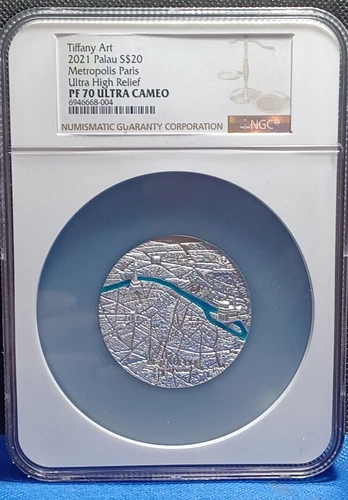 Tiffany Art
2021 Palau S$20
Metropolis Paris
Ultra High Relief
PF 70 ULTRA CAMEO
6946668-004
NUMISMATIC GUARANTY CORPORATION
NGC®